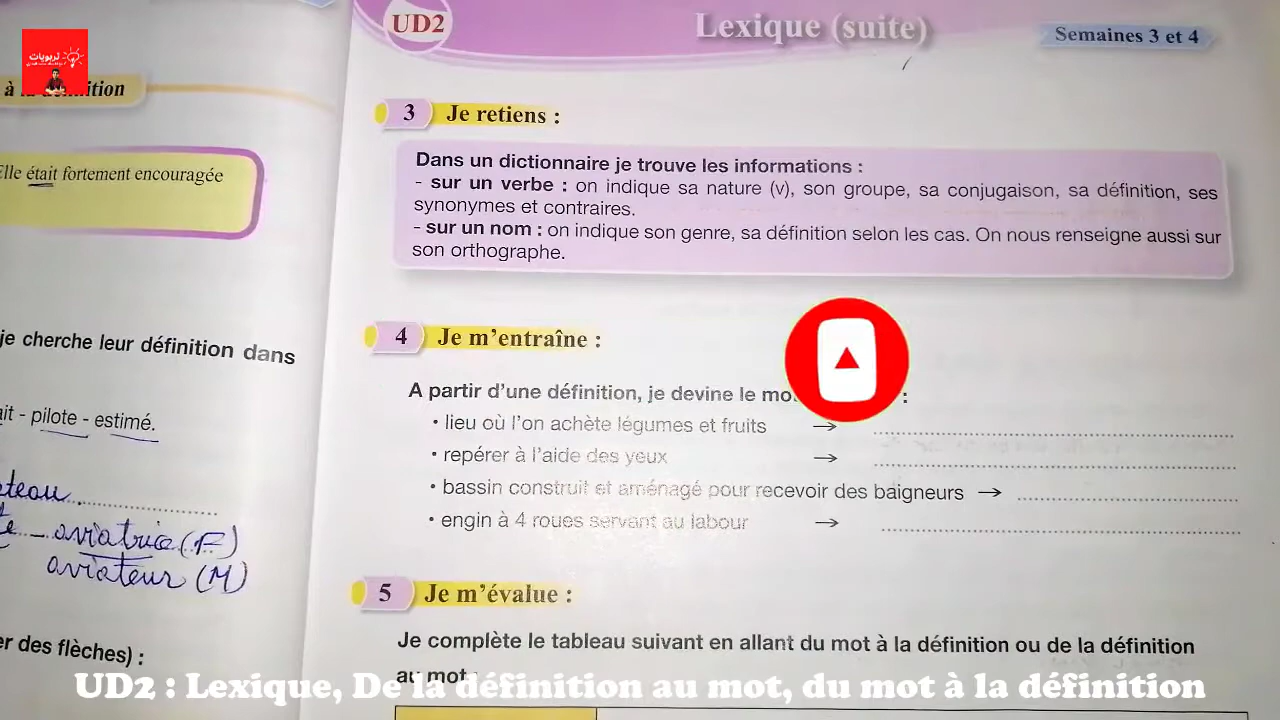 تربويات
à la définition
Elle était fortement encouragée
je cherche leur définition dans
ait - pilote - estimé.
ateau
aviatrice (F)
aviateur (M)
er des flèches) :
UD2
Lexique (suite)
Semaines 3 et 4
3 Je retiens :
Dans un dictionnaire je trouve les informations :
- sur un verbe : on indique sa nature (v), son groupe, sa conjugaison, sa définition, ses
synonymes et contraires.
- sur un nom : on indique son genre, sa définition selon les cas. On nous renseigne aussi sur
son orthographe.
4 Je m'entraîne :
A partir d'une définition, je devine le mo :
• lieu où l'on achète légumes et fruits →
• repérer à l'aide des yeux →
• bassin construit et aménagé pour recevoir des baigneurs →
• engin à 4 roues servant au labour →
5 Je m'évalue :
Je complète le tableau suivant en allant du mot à la définition ou de la définition
au mot
UD2 : Lexique, De la définition au mot, du mot à la définition